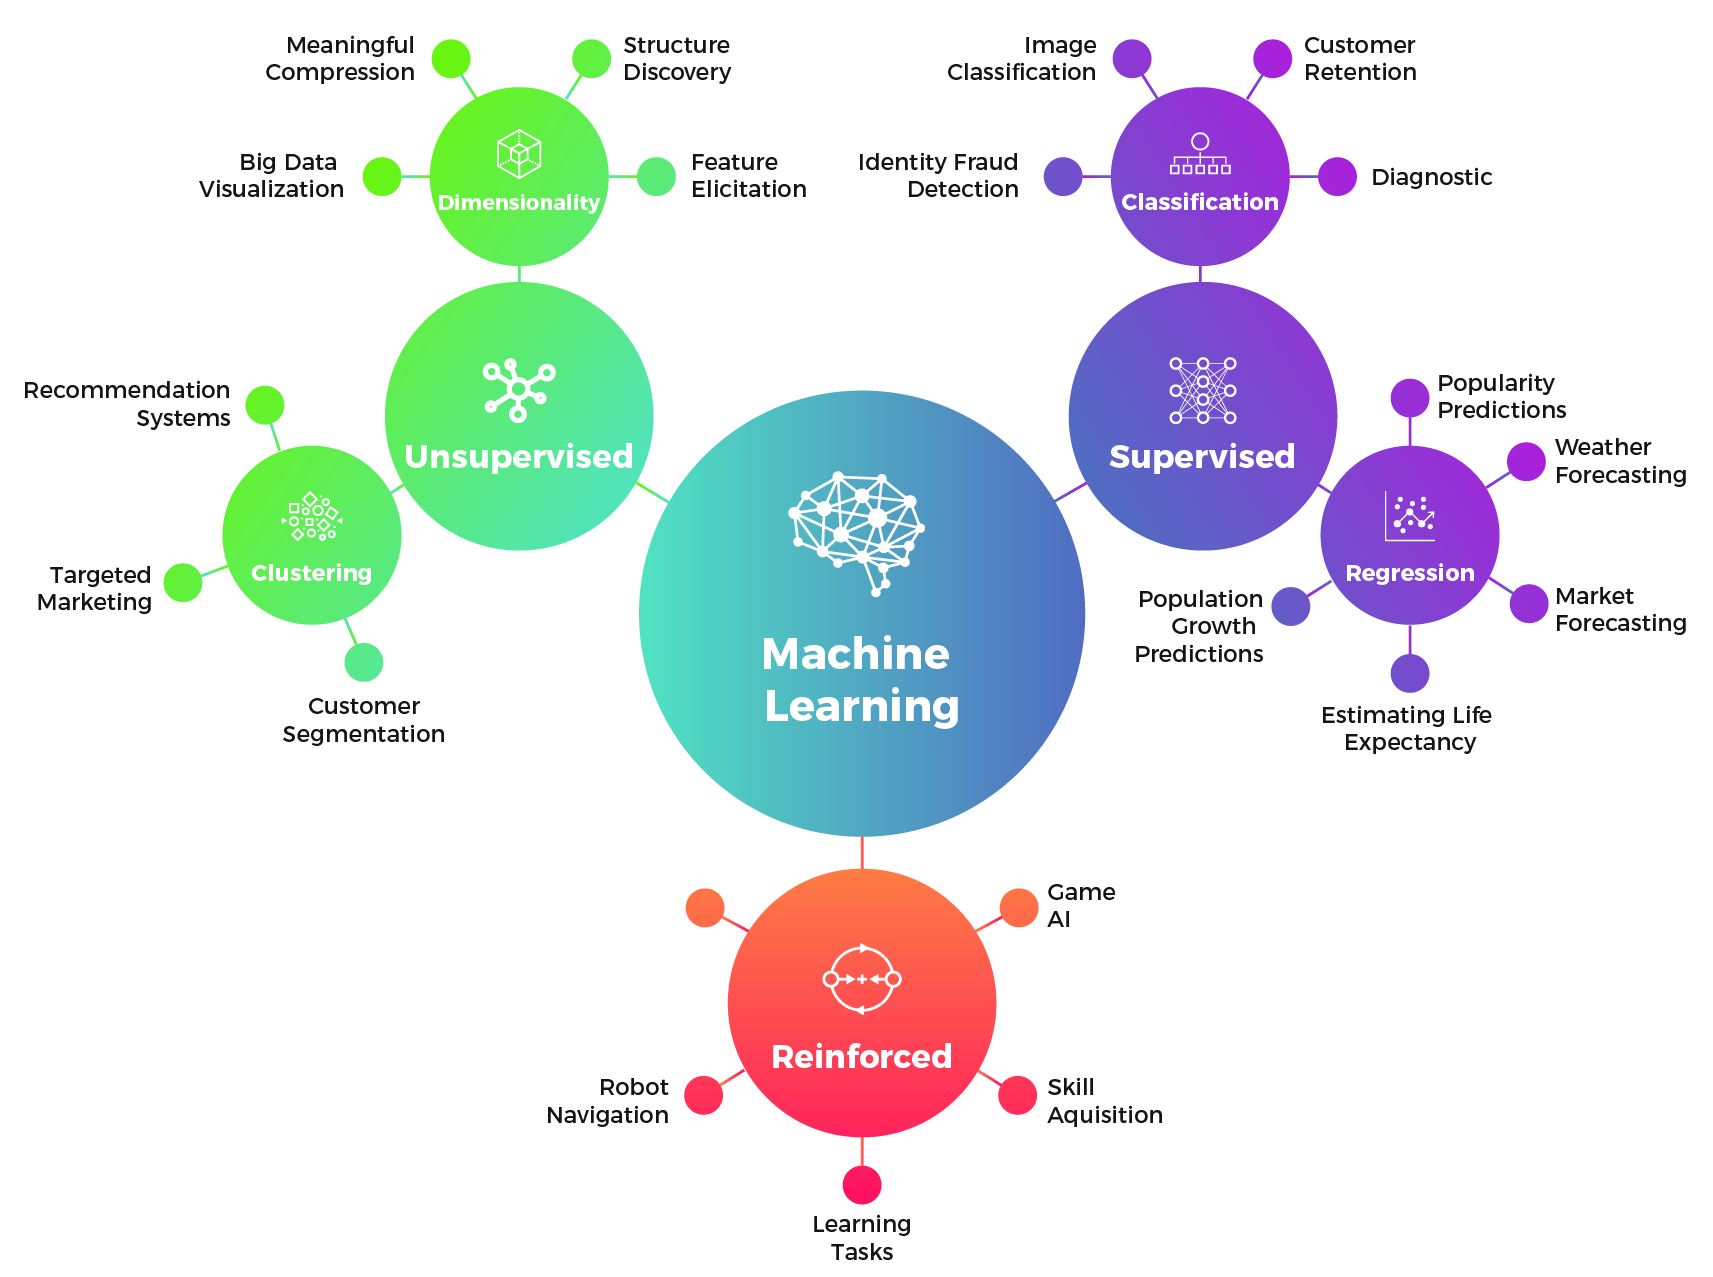 Meaningful
Compression
Structure
Discovery
Big Data
Visualization
Feature
Elicitation
Dimensionality
Image
Classification
Customer
Retention
Identity Fraud
Detection
Diagnostic
Classification
Unsupervised
Supervised
Recommendation
Systems
Targeted
Marketing
Clustering
Customer
Segmentation
Popularity
Predictions
Weather
Forecasting
Regression
Market
Forecasting
Population
Growth
Predictions
Estimating Life
Expectancy
Machine
Learning
Game
AI
Reinforced
Robot
Navigation
Skill
Aquisition
Learning
Tasks